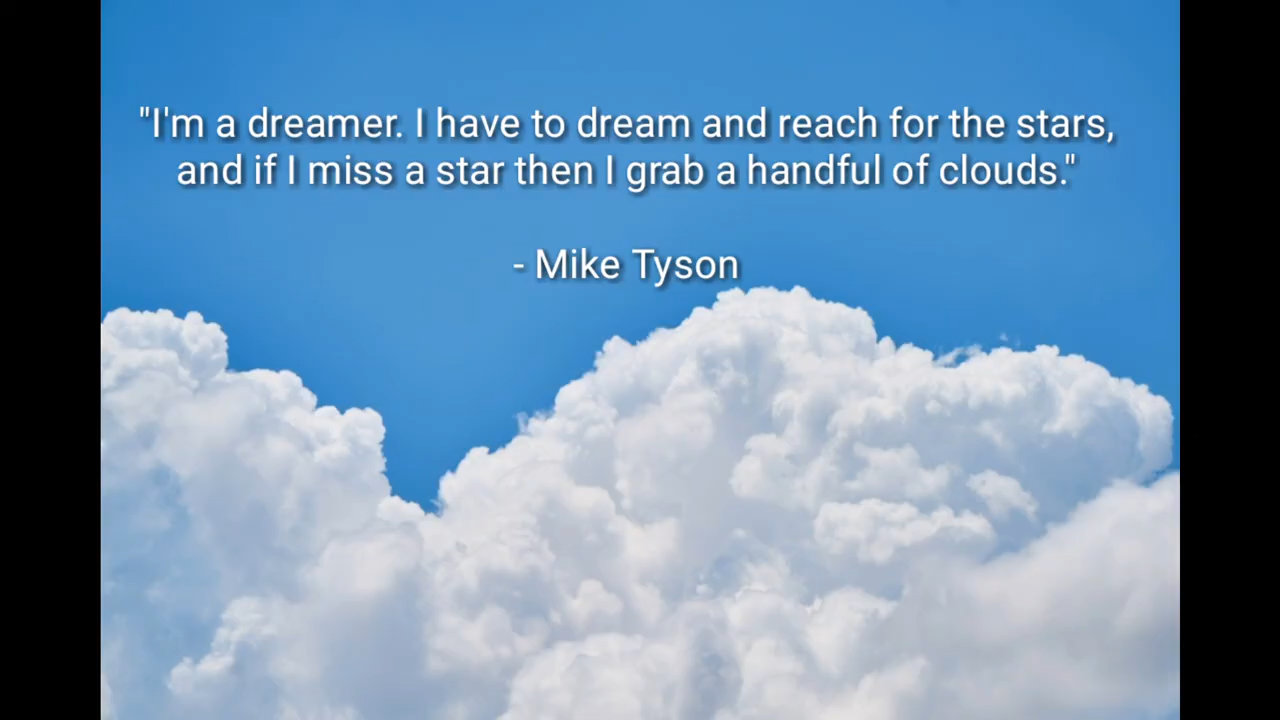 "I'm a dreamer. I have to dream and reach for the stars,
and if I miss a star then I grab a handful of clouds."
- Mike Tyson